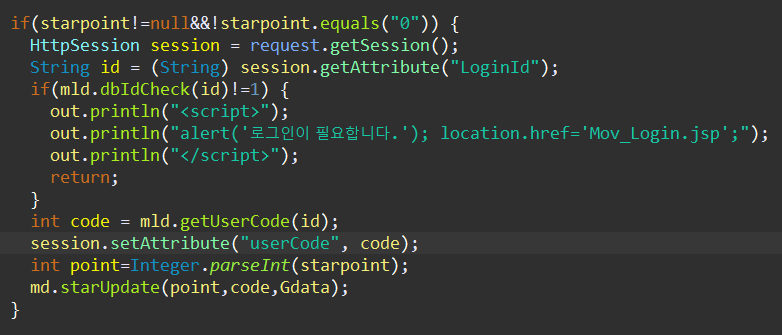 if(starpoint!=null&&!starpoint.equals("0")) {
HttpSession session = request.getSession();
String id = (String) session.getAttribute("LoginId");
if(mld.dbIdCheck(id)!=1) {
out.println("<script>");
out.println("alert('로그인이 필요합니다.'); location.href='Mov_Login.jsp';");
out.println("</script>");
return;
}
int code = mld.getUserCode(id);
session.setAttribute("userCode", code);
int point=Integer.parseInt(starpoint);
md.starUpdate(point,code,Gdata);
}